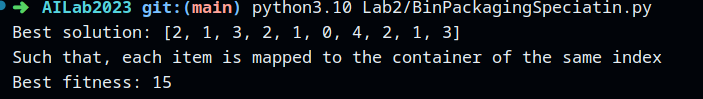 ➜ AILab2023 git:(main) python3.10 Lab2/BinPackagingSpeciatin.py
Best solution: [2, 1, 3, 2, 1, 0, 4, 2, 1, 3]
Such that, each item is mapped to the container of the same index
Best fitness: 15